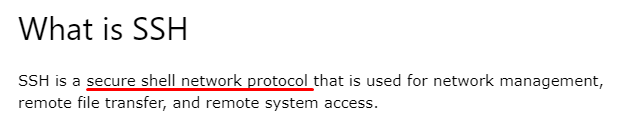 What is SSH
SSH is a secure shell network protocol that is used for network management,
remote file transfer, and remote system access.